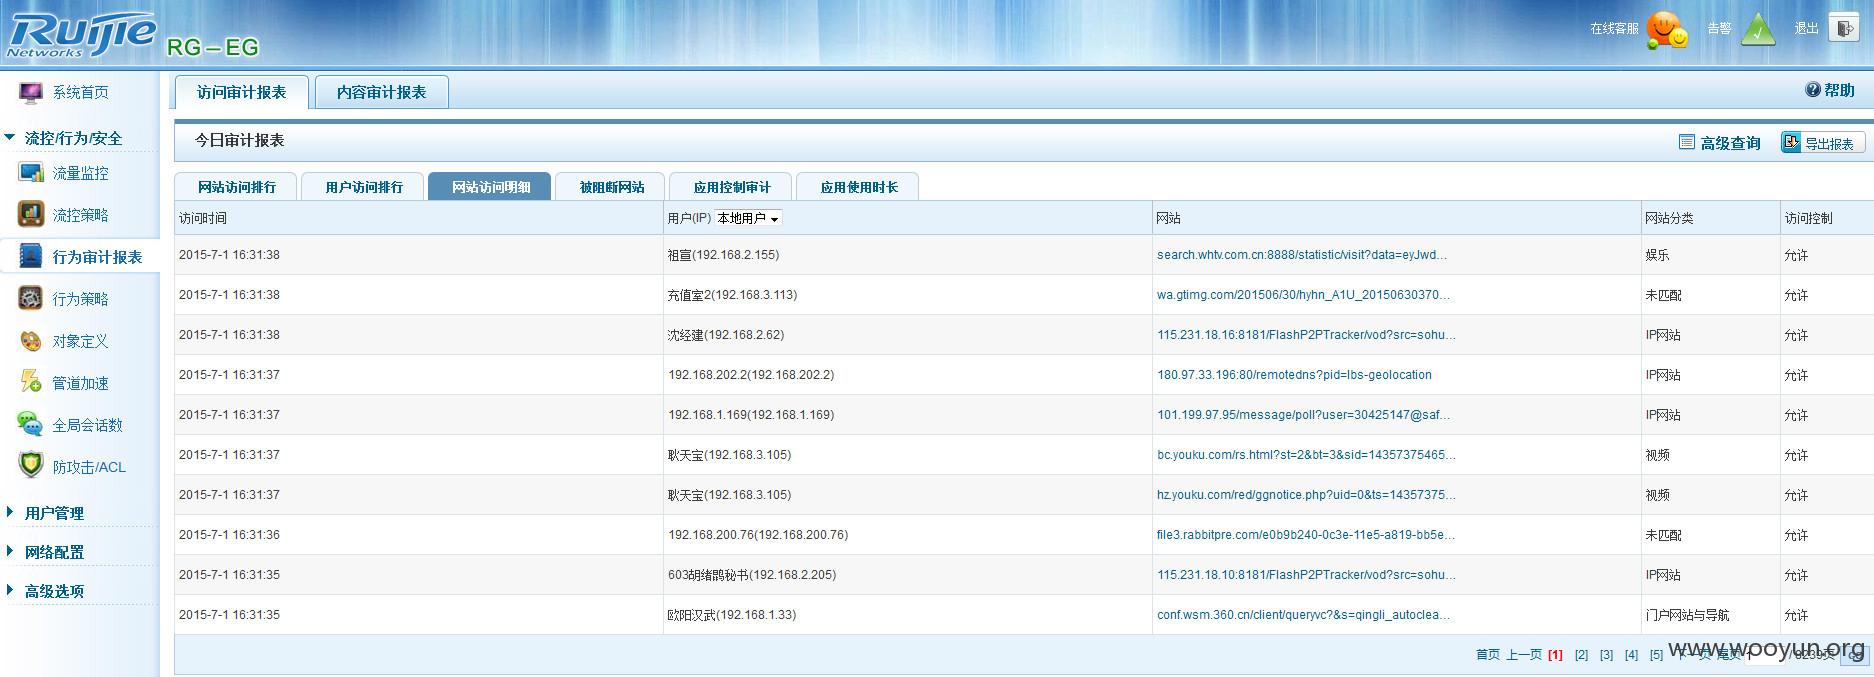 Ruijie
Networks
RG-EG
在线客服 告警 退出
系统首页
流控/行为/安全
流量监控
流控策略
行为审计报表
行为策略
对象定义
管道加速
全局会话数
防攻击/ACL
用户管理
网络配置
高级选项
访问审计报表 内容审计报表 帮助
今日审计报表 高级查询 导出报表
网站访问排行 用户访问排行 网站访问明细 被阻断网站 应用控制审计 应用使用时长
访问时间 用户(IP) 本地用户 网站 网站分类 访问控制
2015-7-1 16:31:38 祖宣(192.168.2.155) search.whtv.com.cn:8888/statistic/visit?data=eyJwd... 娱乐 允许
2015-7-1 16:31:38 充值室2(192.168.3.113) wa.gtimg.com/201506/30/hyhn_A1U_20150630370... 未匹配 允许
2015-7-1 16:31:38 沈经建(192.168.2.62) 115.231.18.16:8181/FlashP2PTracker/vod?src=sohu... IP网站 允许
2015-7-1 16:31:37 192.168.202.2(192.168.202.2) 180.97.33.196:80/remotedns?pid=lbs-geolocation IP网站 允许
2015-7-1 16:31:37 192.168.1.169(192.168.1.169) 101.199.97.95/message/poll?user=30425147@saf... IP网站 允许
2015-7-1 16:31:37 耿天宝(192.168.3.105) bc.youku.com/rs.html?st=2&bt=3&sid=14357375465... 视频 允许
2015-7-1 16:31:37 耿天宝(192.168.3.105) hz.youku.com/red/ggnotice.php?uid=0&ts=14357375... 视频 允许
2015-7-1 16:31:36 192.168.200.76(192.168.200.76) file3.rabbitpre.com/e0b9b240-0c3e-11e5-a819-bb5e... 未匹配 允许
2015-7-1 16:31:35 603胡绪鹍秘书(192.168.2.205) 115.231.18.10:8181/FlashP2PTracker/vod?src=sohu... IP网站 允许
2015-7-1 16:31:35 欧阳汉武(192.168.1.33) conf.wsm.360.cn/client/queryvc?&s=qingli_autoclea... 门户网站与导航 允许
首页 上一页 [1] [2] [3] [4] [5] 下一页 尾页 1
www.wooyun.org